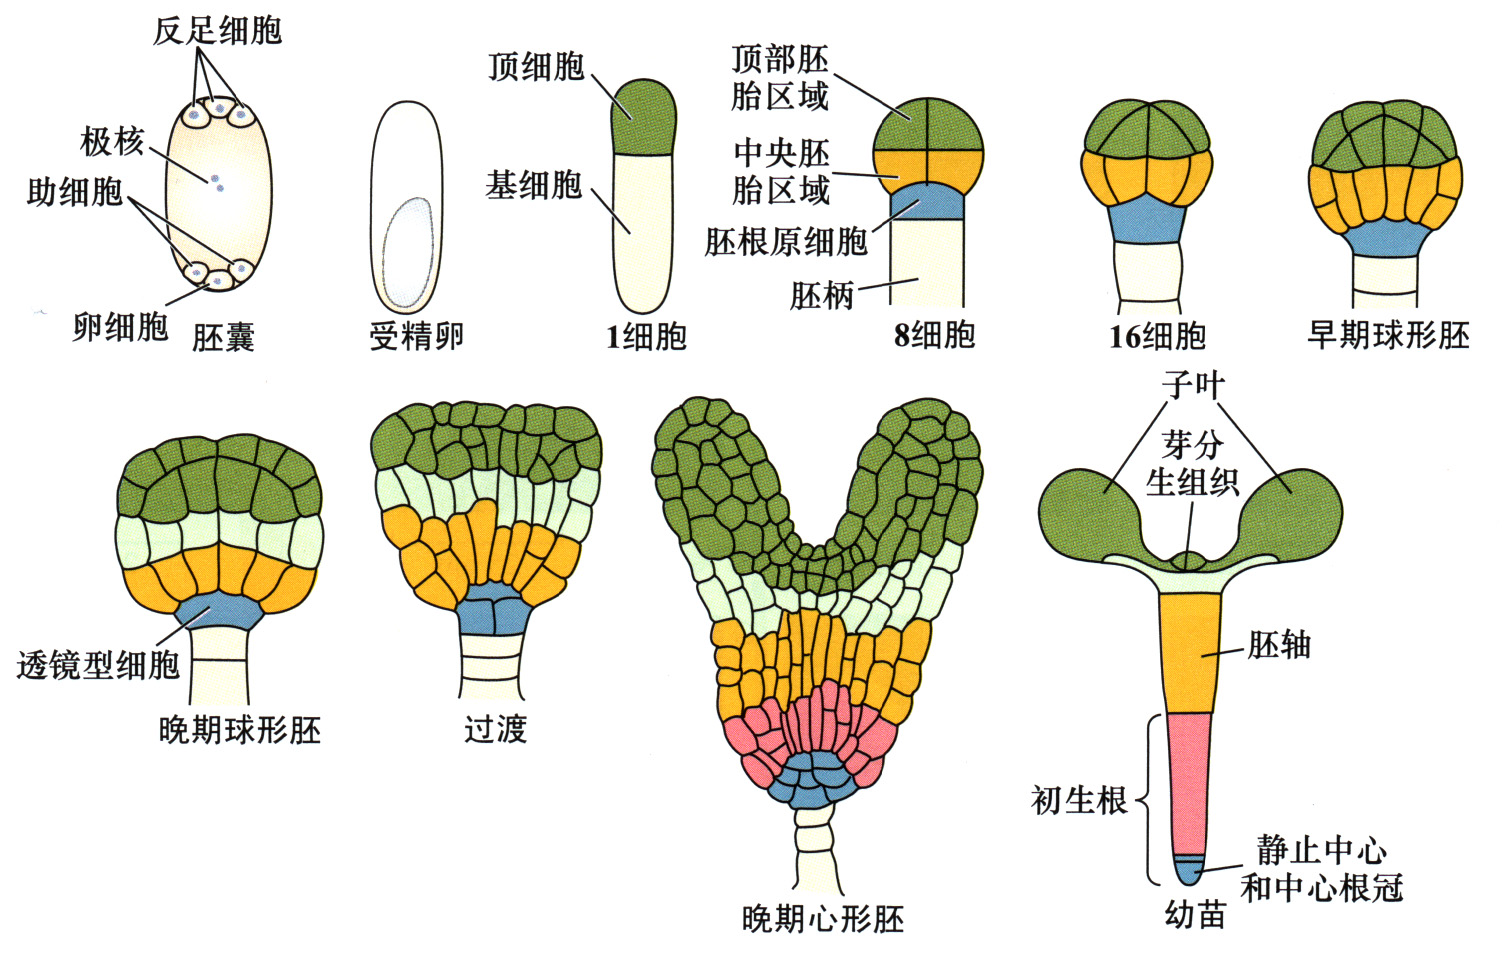 反足细胞
极核
助细胞
卵细胞
胚囊
受精卵
顶细胞
基细胞
1细胞
顶部胚
胎区域
中央胚
胎区域
胚根原细胞
胚柄
8细胞
16细胞
早期球形胚
透镜型细胞
晚期球形胚
过渡
晚期心形胚
子叶
芽分
生组织
胚轴
初生根
静止中心
和中心根冠
幼苗